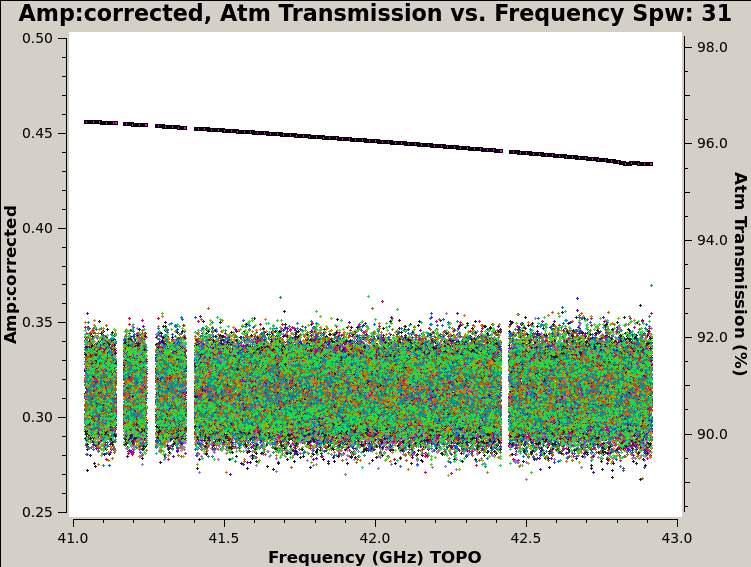 Amp:corrected, Atm Transmission vs. Frequency Spw: 31
0.50
0.45
0.40
0.35
0.30
0.25
Amp:corrected
98.0
96.0
94.0
92.0
90.0
Atm Transmission (%)
41.0 41.5 42.0 42.5 43.0
Frequency (GHz) TOPO